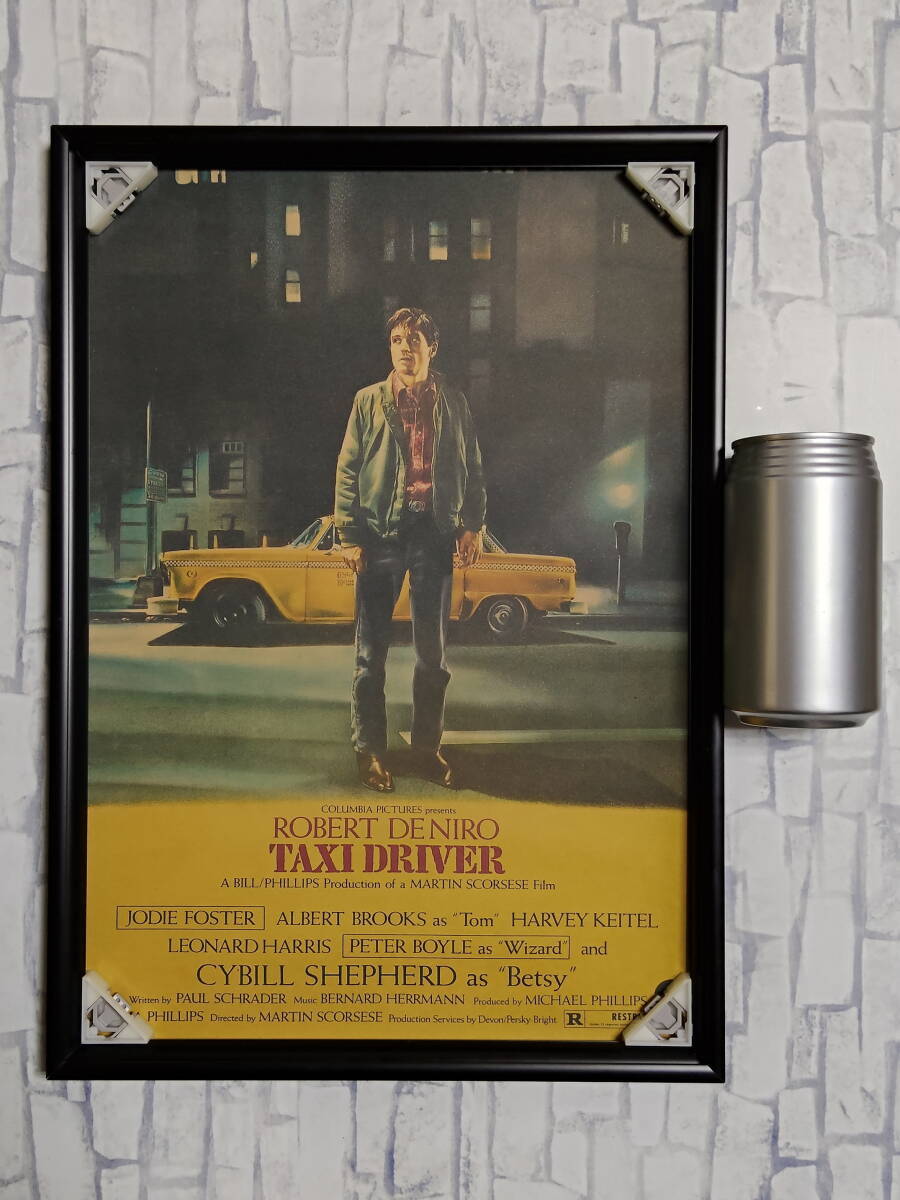 COLUMBIA PICTURES presents
ROBERT DE NIRO
TAXI DRIVER
A BILL/PHILLIPS Production of a MARTIN SCORSESE Film
JODIE FOSTER ALBERT BROOKS as "Tom" HARVEY KEITEL
LEONARD HARRIS PETER BOYLE as "Wizard" and
CYBILL SHEPHERD as "Betsy"
Written by PAUL SCHRADER Music BERNARD HERRMANN Produced by MICHAEL PHILLIPS
PHILLIPS Directed by MARTIN SCORSESE Production Services by Devon/Persky-Bright R RESTR